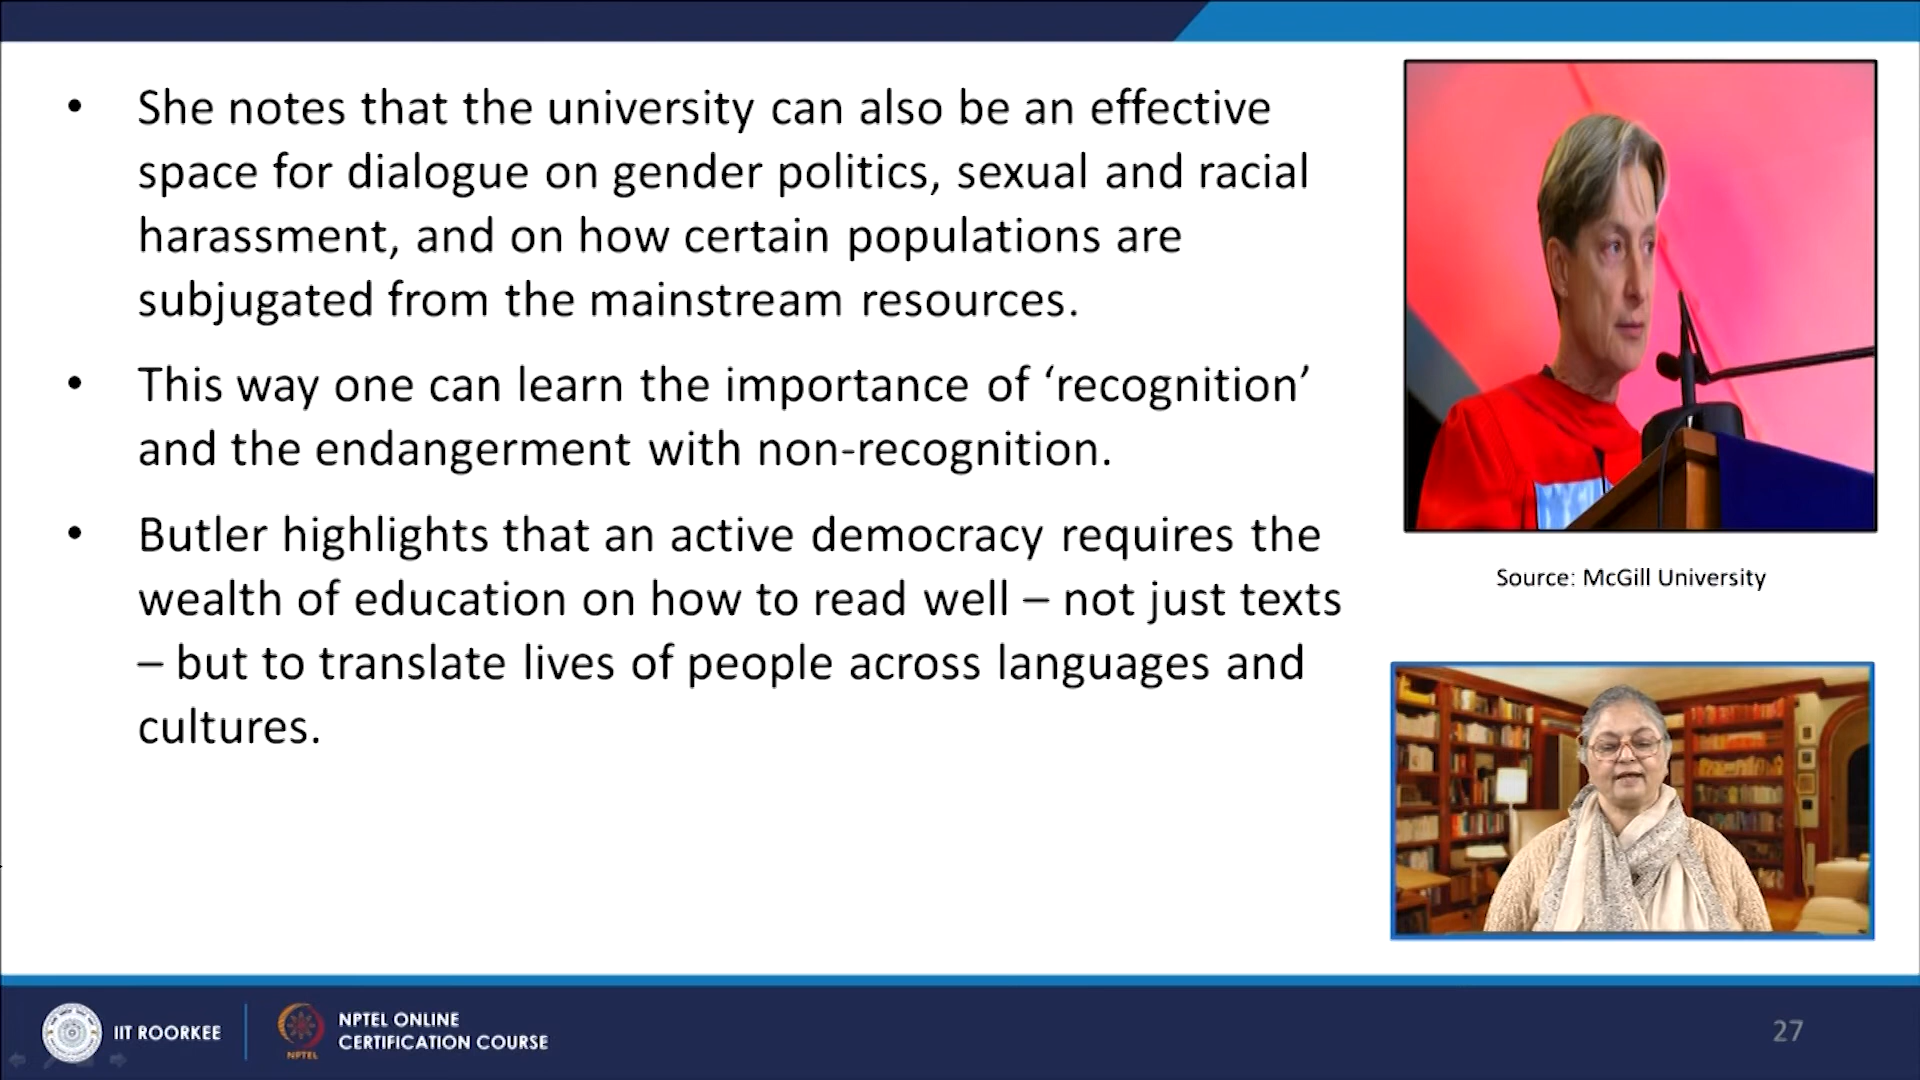 • She notes that the university can also be an effective
space for dialogue on gender politics, sexual and racial
harassment, and on how certain populations are
subjugated from the mainstream resources.
• This way one can learn the importance of ‘recognition’
and the endangerment with non-recognition.
• Butler highlights that an active democracy requires the
wealth of education on how to read well – not just texts
– but to translate lives of people across languages and
cultures.
Source: McGill University
IIT ROORKEE
NPTEL
NPTEL ONLINE
CERTIFICATION COURSE
27